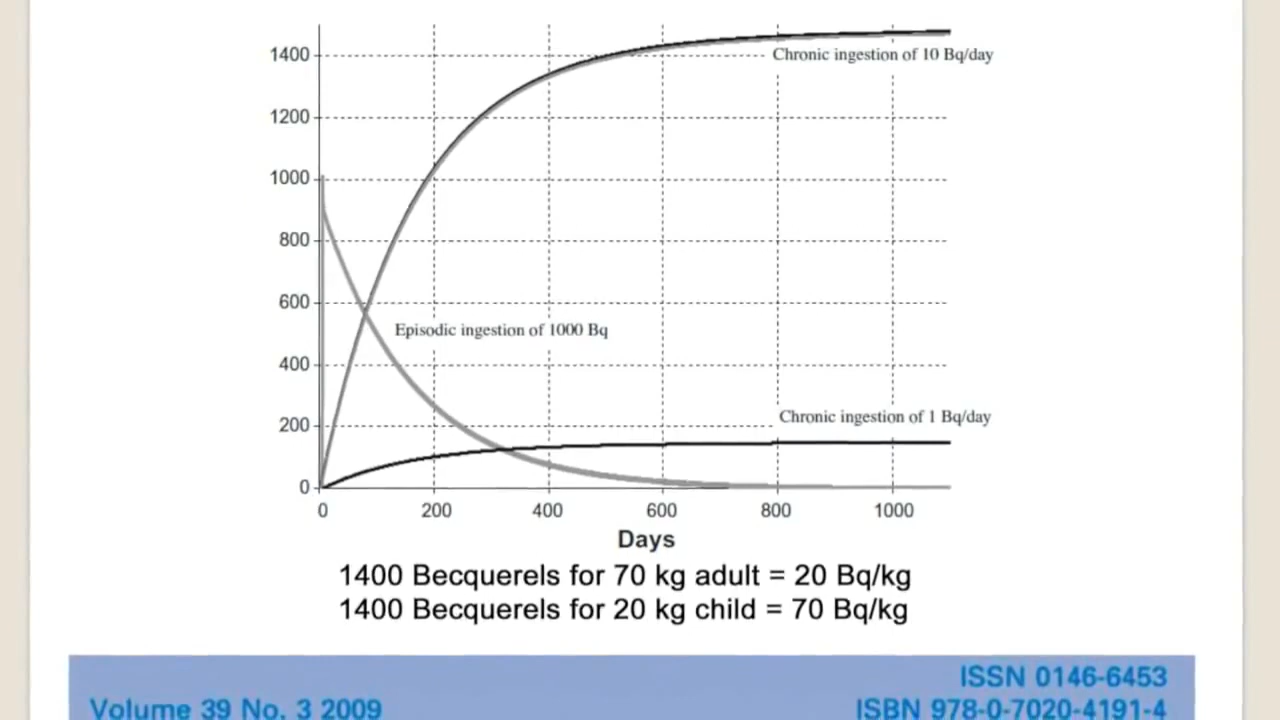 1400
Chronic ingestion of 10 Bq/day
1200
1000
800
600
Episodic ingestion of 1000 Bq
400
Chronic ingestion of 1 Bq/day
200
0
0 200 400 600 800 1000
Days
1400 Becquerels for 70 kg adult = 20 Bq/kg
1400 Becquerels for 20 kg child = 70 Bq/kg
ISSN 0146-6453
Volume 39 No. 3 2009
ISBN 978-0-7020-4191-4